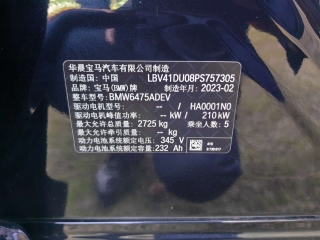 华晨宝马汽车有限公司制造
制造国: 中国 LBV41DU08PS757305
品牌: 宝马(BMW)牌 制造年月: 2023-02
整车型号: BMW6475ADEV
驱动电机型号: -- / HA0001N0
驱动电机峰值功率: -- kW / 210 kW
最大允许总质量: 2725 kg 乘坐人数: 5
最大允许牵引质量: -- kg
动力电池系统额定电压: 345 V
动力电池系统额定容量: 232 Ah